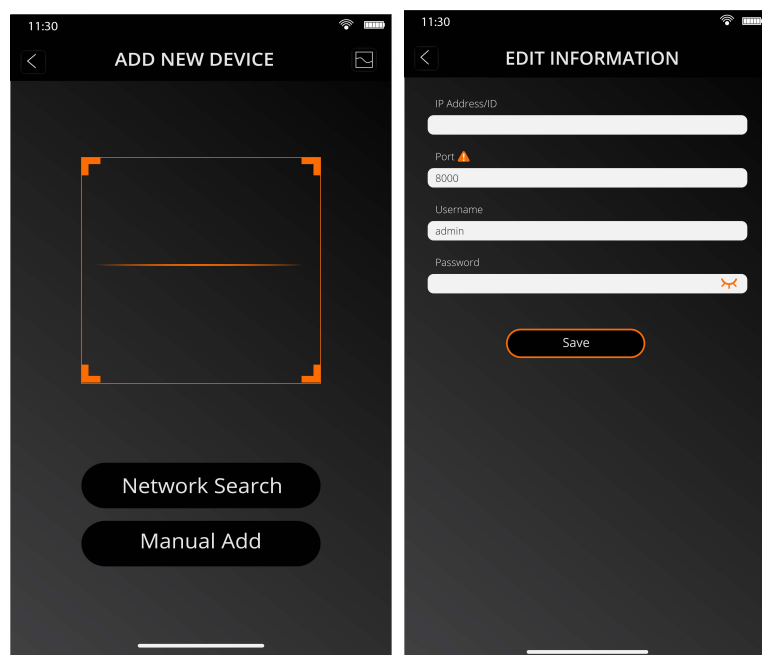 11:30
ADD NEW DEVICE
Network Search
Manual Add
11:30
EDIT INFORMATION
IP Address/ID
Port
8000
Username
admin
Password
Save